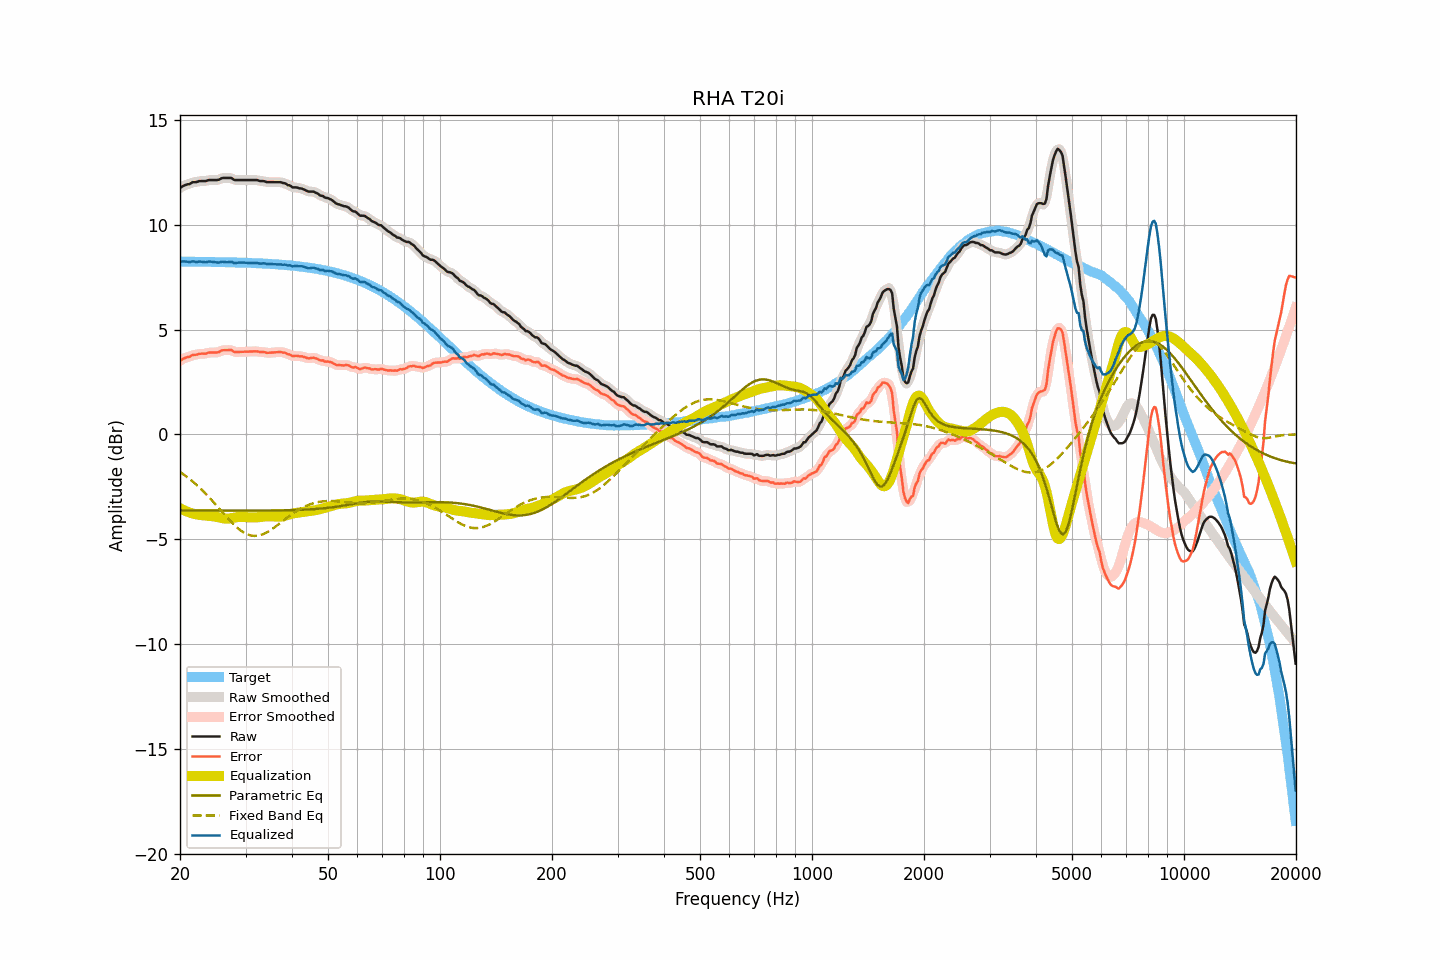 RHA T20i
15
10
5
0
−5
−10
−15
−20
Amplitude (dBr)
Target
Raw Smoothed
Error Smoothed
Raw
Error
Equalization
Parametric Eq
Fixed Band Eq
Equalized
20 50 100 200 500 1000 2000 5000 10000 20000
Frequency (Hz)